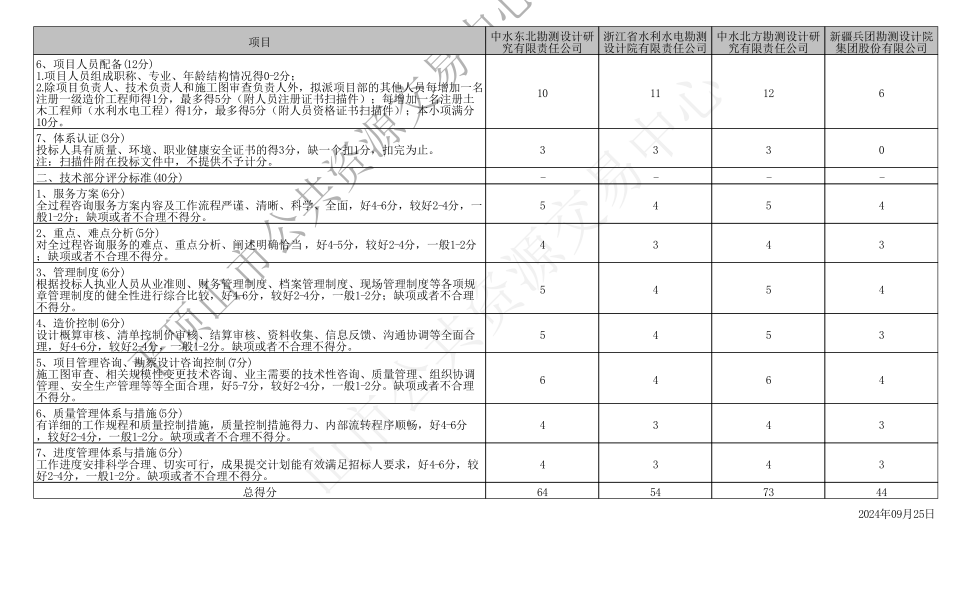 项目
中水东北勘测设计研
究有限责任公司
浙江省水利水电勘测
设计院有限责任公司
中水北方勘测设计研
究有限责任公司
新疆兵团勘测设计院
集团股份有限公司
6、项目人员配备(12分)
1.项目人员组成职称、专业、年龄结构情况得0-2分;
2.除项目负责人、技术负责人和施工图审查负责人外，拟派项目部的其他人员每增加一名
注册一级造价工程师得1分，最多得5分（附人员注册证书扫描件）；每增加一名注册土
木工程师（水利水电工程）得1分，最多得5分（附人员资格证书扫描件）；本小项满分
10分。
10
11
12
6
7、体系认证(3分)
投标人具有质量、环境、职业健康安全证书的得3分，缺一个扣1分，扣完为止。
注：扫描件附在投标文件中，不提供不予计分。
3
3
3
0
二、技术部分评分标准(40分)
–
–
–
–
1、服务方案(6分)
全过程咨询服务方案内容及工作流程严谨、清晰、科学、全面，好4-6分，较好2-4分，一
般1-2分；缺项或者不合理不得分。
5
4
5
4
2、重点、难点分析(5分)
对全过程咨询服务的难点、重点分析、阐述明确恰当，好4-5分，较好2-4分，一般1-2分
；缺项或者不合理不得分。
4
3
4
3
3、管理制度(6分)
根据投标人执业人员从业准则、财务管理制度、档案管理制度、现场管理制度等各项规
章管理制度的健全性进行综合比较，好4-6分，较好2-4分，一般1-2分；缺项或者不合理
不得分。
5
4
5
4
4、造价控制(6分)
设计概算审核、清单控制价审核、结算审核、资料收集、信息反馈、沟通协调等全面合
理，好4-6分，较好2-4分，一般1-2分。缺项或者不合理不得分。
5
4
5
3
5、项目管理咨询、勘察设计咨询控制(7分)
施工图审查、相关规模性变更技术咨询、业主需要的技术性咨询、质量管理、组织协调
管理、安全生产管理等等全面合理，好5-7分，较好2-4分，一般1-2分。缺项或者不合理
不得分。
6
4
6
4
6、质量管理体系与措施(5分)
有详细的工作规程和质量控制措施，质量控制措施得力、内部流转程序顺畅，好4-6分
，较好2-4分，一般1-2分。缺项或者不合理不得分。
4
3
4
3
7、进度管理体系与措施(5分)
工作进度安排科学合理、切实可行，成果提交计划能有效满足招标人要求，好4-6分，较
好2-4分，一般1-2分。缺项或者不合理不得分。
4
3
4
3
总得分
64
54
73
44
2024年09月25日
平顶山市公共资源交易中心
山市公共资源交易中心